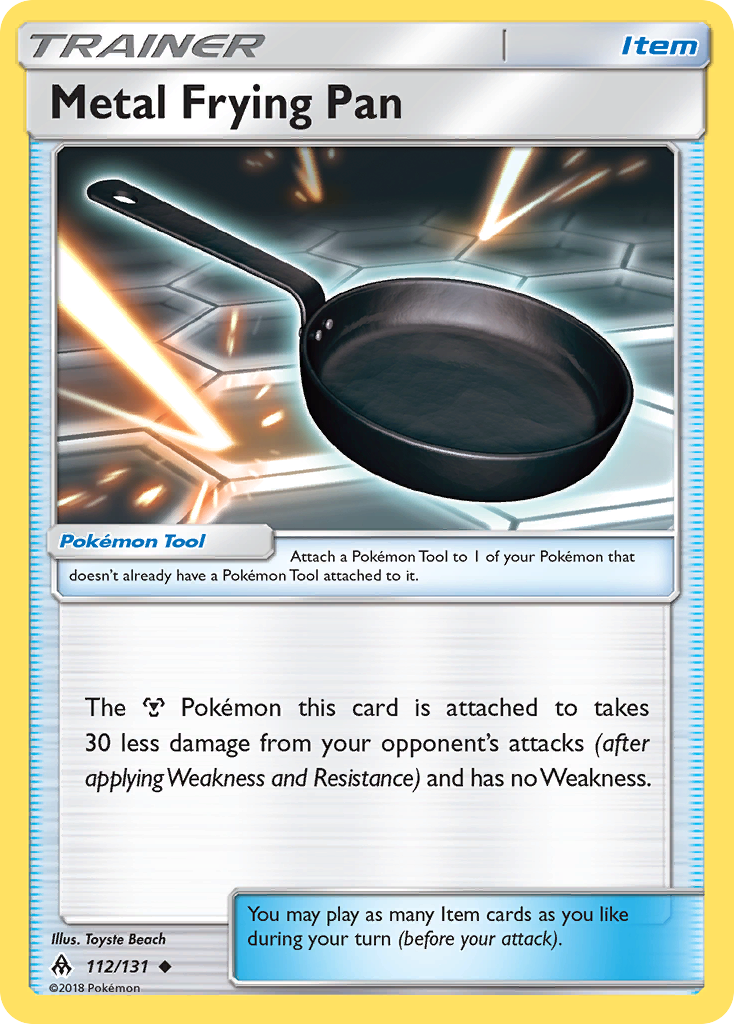 TRAINER
Item
Metal Frying Pan
Pokémon Tool
Attach a Pokémon Tool to 1 of your Pokémon that
doesn't already have a Pokémon Tool attached to it.
The Pokémon this card is attached to takes
30 less damage from your opponent's attacks (after
applying Weakness and Resistance) and has no Weakness.
You may play as many Item cards as you like
during your turn (before your attack).
Illus. Toyste Beach
112/131 ◆
©2018 Pokémon